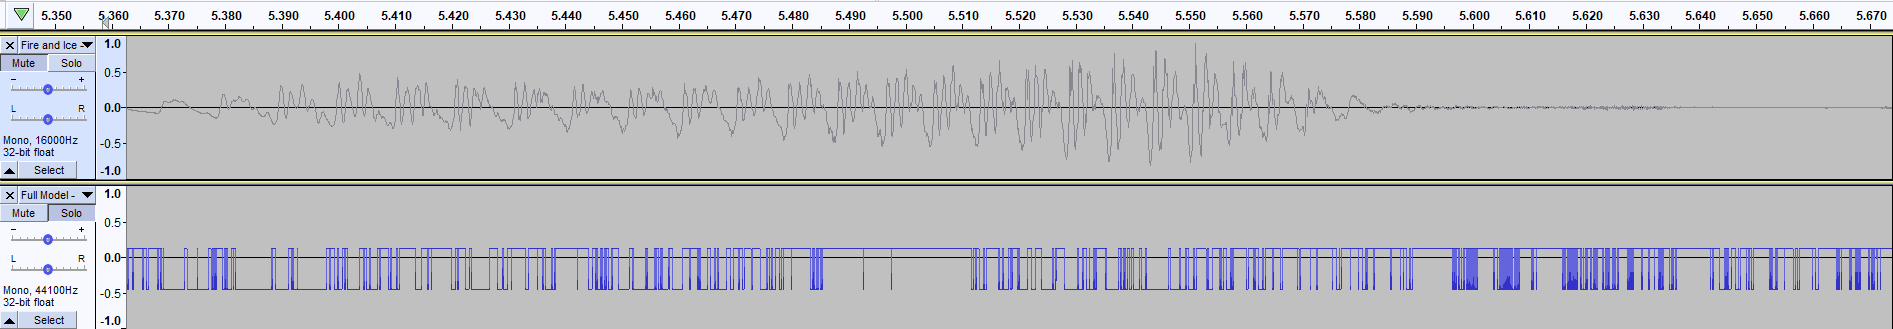 5.350 5.360 5.370 5.380 5.390 5.400 5.410 5.420 5.430 5.440 5.450 5.460 5.470 5.480 5.490 5.500 5.510 5.520 5.530 5.540 5.550 5.560 5.570 5.580 5.590 5.600 5.610 5.620 5.630 5.640 5.650 5.660 5.670
Fire and Ice - 1.0
Mute Solo
- + 0.5
L R 0.0
Mono, 16000Hz
32-bit float -0.5
Select -1.0
Full Model - 1.0
Mute Solo
- + 0.5
L R 0.0
Mono, 44100Hz
32-bit float -0.5
Select -1.0